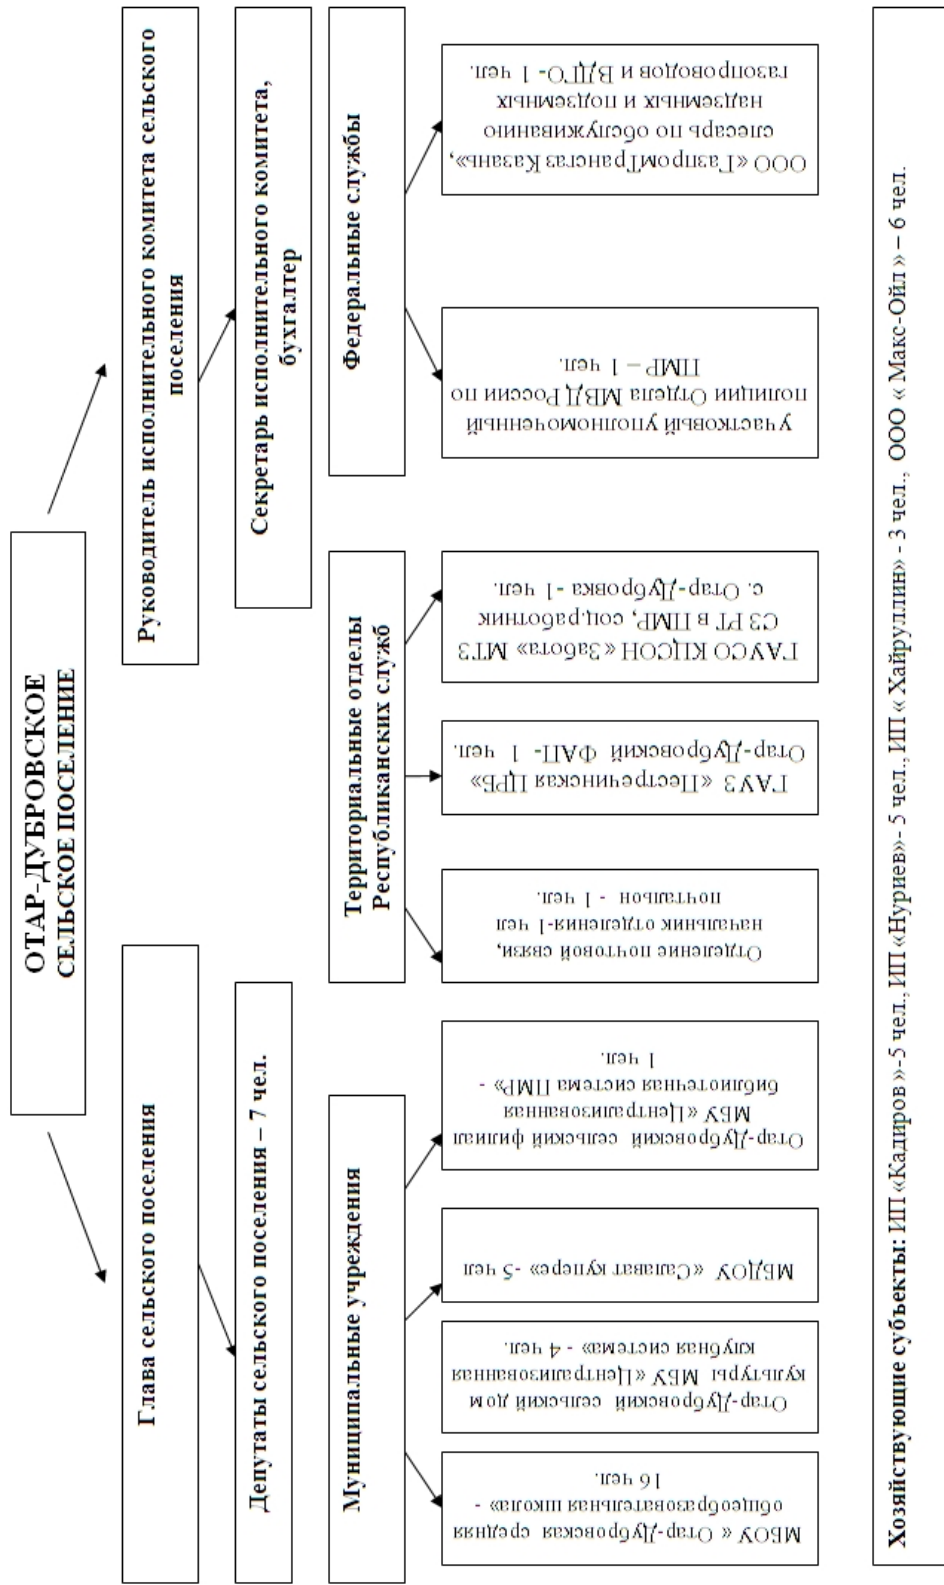 ОТАР-ДУБРОВСКОЕ
СЕЛЬСКОЕ ПОСЕЛЕНИЕ
Глава сельского поселения
Руководитель исполнительного комитета сельского
поселения
Депутаты сельского поселения – 7 чел.
Секретарь исполнительного комитета,
бухгалтер
Муниципальные учреждения
Территориальные отделы
Республиканских служб
Федеральные службы
МБОУ « Отар-Дубровская средняя
общеобразовательная школа» -
16 чел.
Отар-Дубровский сельский дом
культуры МБУ «Централизованная
клубная система» - 4 чел.
МБДОУ «Салават купере» -5 чел
Отар-Дубровский сельский филиал
МБУ «Централизованная
библиотечная система ПМР» -
1 чел.
Отделение почтовой связи,
начальник отделения-1 чел
почтальон - 1 чел.
ГАУЗ «Пестречинская ЦРБ»
Отар-Дубровский ФАП- 1 чел.
ГАУСО КЦСОН «Забота» МТЗ
СЗ РТ в ПМР, соц.работник
с. Отар-Дубровка -1 чел.
участковый уполномоченный
полиции Отдела МВД России по
ПМР – 1 чел.
ООО «ГазпромТрансгаз Казань»,
слесарь по обслуживанию
надземных и подземных
газопроводов и ВДГО- 1 чел.
Хозяйствующие субъекты: ИП «Кадиров»-5 чел., ИП «Нуриев»- 5 чел., ИП « Хайруллин» - 3 чел., ООО « Макс-Ойл » – 6 чел.